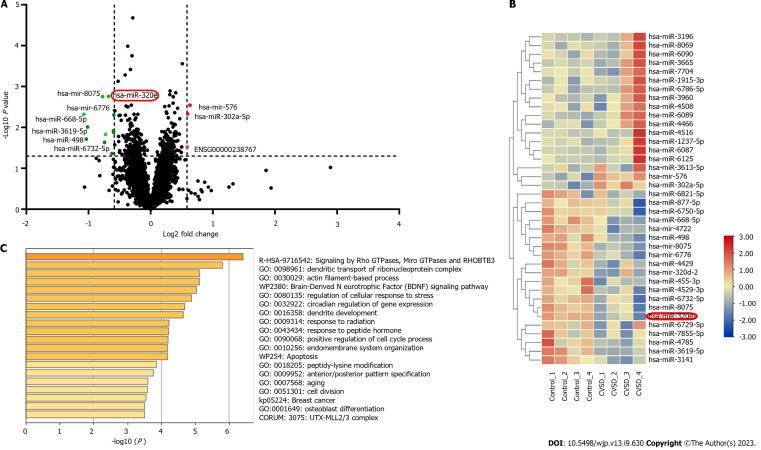 A
5
4
3
2
1
0
-Log10 P value
hsa-mir-8075
hsa-mir-320e
hsa-mir-6776
hsa-miR-668-5p
hsa-miR-3619-5p
hsa-miR-498
hsa-miR-6732-5p
hsa-mir-576
hsa-miR-302a-5p
ENSG00000238767
-2
-1
0
1
2
3
4
Log2 fold change
B
hsa-miR-3196
hsa-miR-8069
hsa-miR-6090
hsa-miR-3665
hsa-miR-7704
hsa-miR-1915-3p
hsa-miR-6786-5p
hsa-miR-3960
hsa-miR-4508
hsa-miR-6089
hsa-miR-4466
hsa-miR-4516
hsa-miR-1237-5p
hsa-miR-6087
hsa-miR-6125
hsa-miR-3613-5p
hsa-mir-576
hsa-miR-302a-5p
hsa-miR-6821-5p
hsa-miR-877-5p
hsa-miR-6750-5p
hsa-miR-668-5p
hsa-miR-4722
hsa-miR-498
hsa-miR-8075
hsa-miR-6776
hsa-miR-4429
hsa-mir-320d-2
hsa-miR-455-3p
hsa-miR-4529-3p
hsa-miR-6732-5p
hsa-miR-8075
hsa-miR-320e
hsa-miR-6729-5p
hsa-miR-7855-5p
hsa-miR-4785
hsa-miR-3619-5p
hsa-miR-3141
Control_1
Control_2
Control_3
Control_4
CVSD_1
CVSD_2
CVSD_3
CVSD_4
3.00
2.00
1.00
0.00
-1.00
-2.00
-3.00
C
R-HSA-9716542: Signaling by Rho GTPases, Miro GTPases and RHOBTB3
GO: 0098961: dendritic transport of ribonucleoprotein complex
GO: 0030029: actin filament-based process
WP2380: Brain-Derived N eurotrophic Factor (BDNF) signaling pathway
GO: 0080135: regulation of cellular response to stress
GO: 0032922: circadian regulation of gene expression
GO: 0016358: dendrite development
GO: 0009314: response to radiation
GO: 0043434: response to peptide hormone
GO: 0090068: positive regulation of cell cycle process
GO: 0010256: endomembrane system organization
WP254: Apoptosis
GO: 0018205: peptidy-lysine modification
GO: 0009952: anterior/posterior pattern specification
GO: 0007568: aging
GO: 0051301: cell division
kp05224: Breast cancer
GO:0001649: osteoblast differentiation
CORUM: 3075: UTX-MLL2/3 complex
0
1
2
3
4
5
6
-log10 (P)
DOI: 10.5498/wjp.v13.i9.630 Copyright ©The Author(s) 2023.